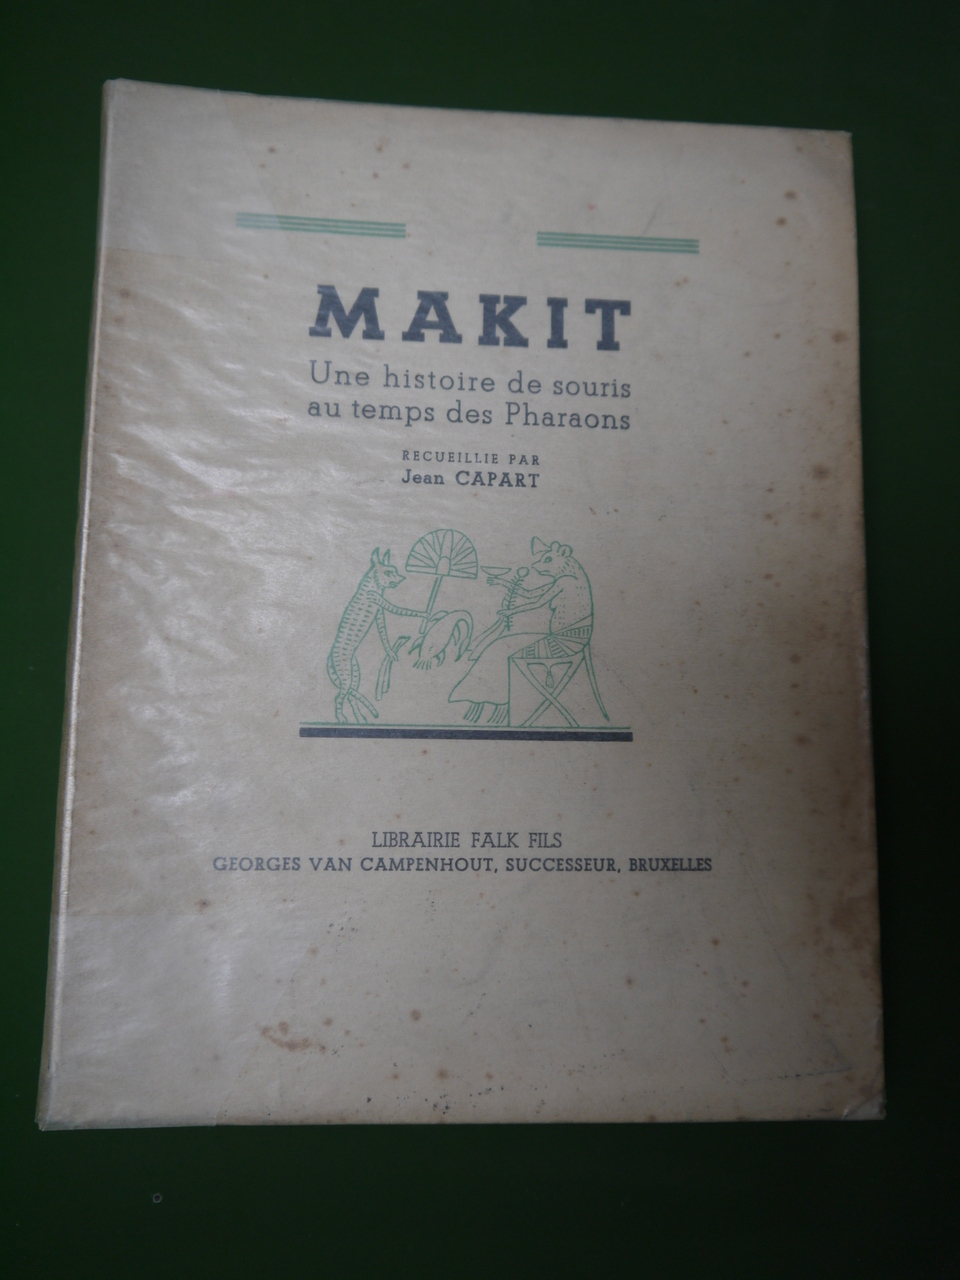 MAKIT
Une histoire de souris
au temps des Pharaons
RECUEILLIE PAR
Jean CAPART
LIBRAIRIE FALK FILS
GEORGES VAN CAMPENHOUT, SUCCESSEUR, BRUXELLES